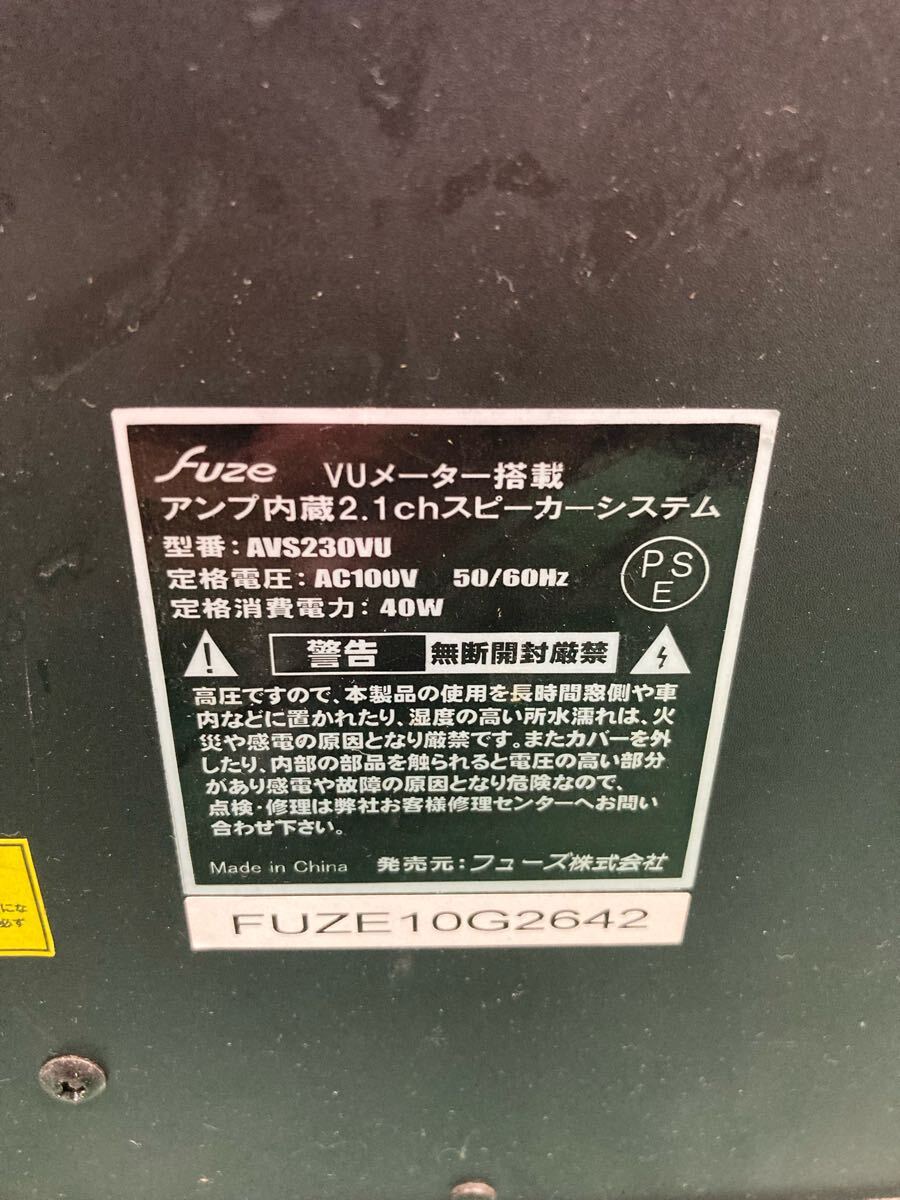 fuze VUメーター搭載
アンプ内蔵2.1chスピーカーシステム
型番:AVS230VU
定格電圧:AC100V 50/60Hz
定格消費電力:40W
PSE
警告 無断開封厳禁
高圧ですので、本製品の使用を長時間窓側や車
内などに置かれたり、湿度の高い所水濡れは、火
災や感電の原因となり厳禁です。またカバーを外
したり、内部の部品を触られると電圧の高い部分
があり感電や故障の原因となり危険なので、
点検・修理は弊社お客様修理センターへお問い
合わせ下さい。
Made in China 発売元:フューズ株式会社
FUZE10G2642
にな
必ず